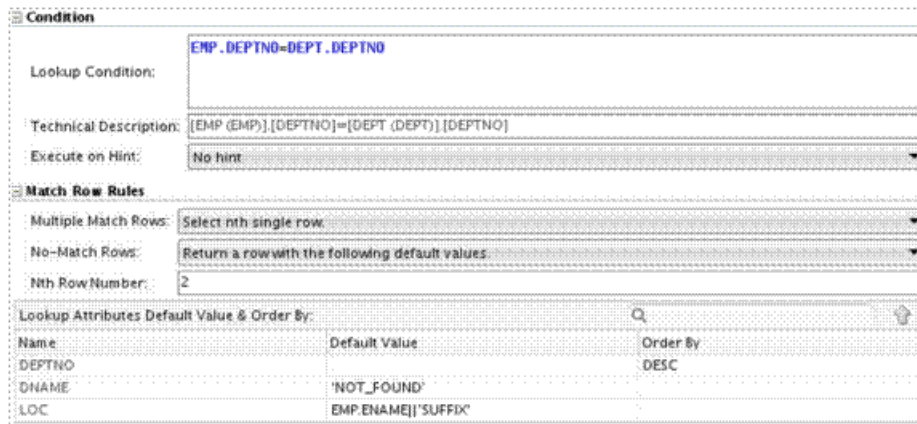 Condition
Lookup Condition:
EMP.DEPTNO=DEPT.DEPTNO
Technical Description: [EMP (EMP)].[DEPTNO]=[DEPT (DEPT)].[DEPTNO]
Execute on Hint: No hint
Match Row Rules
Multiple Match Rows: Select nth single row.
No-Match Rows: Return a row with the following default values.
Nth Row Number: 2
Lookup Attributes Default Value & Order By:
Name Default Value Order By
DEPTNO DESC
DNAME 'NOT_FOUND'
LOC EMP.ENAME||'SUFFIX'